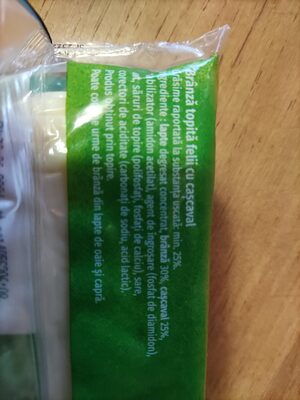 Brânză topită felii cu cașcaval
Grăsime raportată la substanța uscată: min. 25%.
Ingrediente: lapte degresat concentrat, brânză 30%, cașcaval 25%,
stabilizator (amidon acetilat), agent de îngroșare (fosfat de diamidon),
săruri de topire (polifosfat), fosfați de calciu), sare,
corectori de aciditate (carbonați de sodiu, acid lactic).
Produs obținut prin topire.
Poate conține urme de brânză din lapte de oaie și capră.